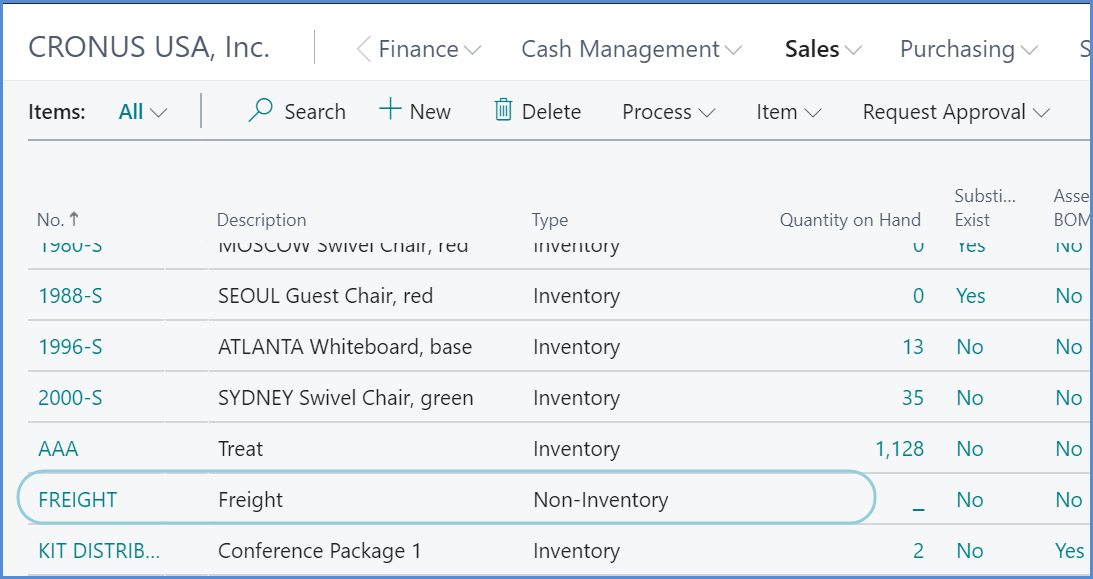 CRONUS USA, Inc. Finance Cash Management Sales Purchasing S
Items: All Search New Delete Process Item Request Approval
No. ↑ Description Type Quantity on Hand Substi... Exist Asse BOM
1980-S MOSCOW Swivel Chair, red Inventory 0 Yes No
1988-S SEOUL Guest Chair, red Inventory 0 Yes No
1996-S ATLANTA Whiteboard, base Inventory 13 No No
2000-S SYDNEY Swivel Chair, green Inventory 35 No No
AAA Treat Inventory 1,128 No No
FREIGHT Freight Non-Inventory _ No No
KIT DISTRIB... Conference Package 1 Inventory 2 No Yes